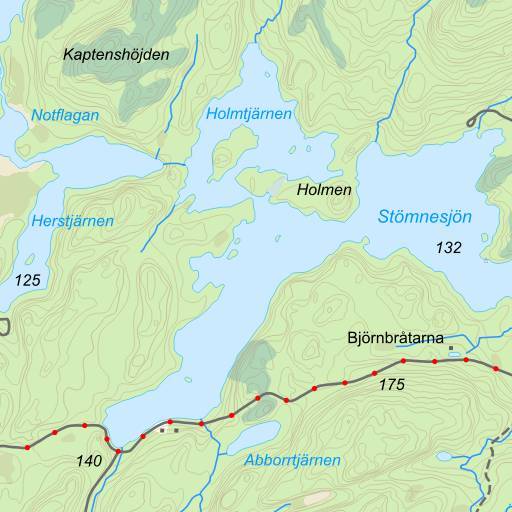 Kaptenshöjden
Notflagan
Holmtjärnen
Holmen
Herstjärnen
Stömnesjön
132
125
Björnbråtarna
175
140
Abborrtjärnen